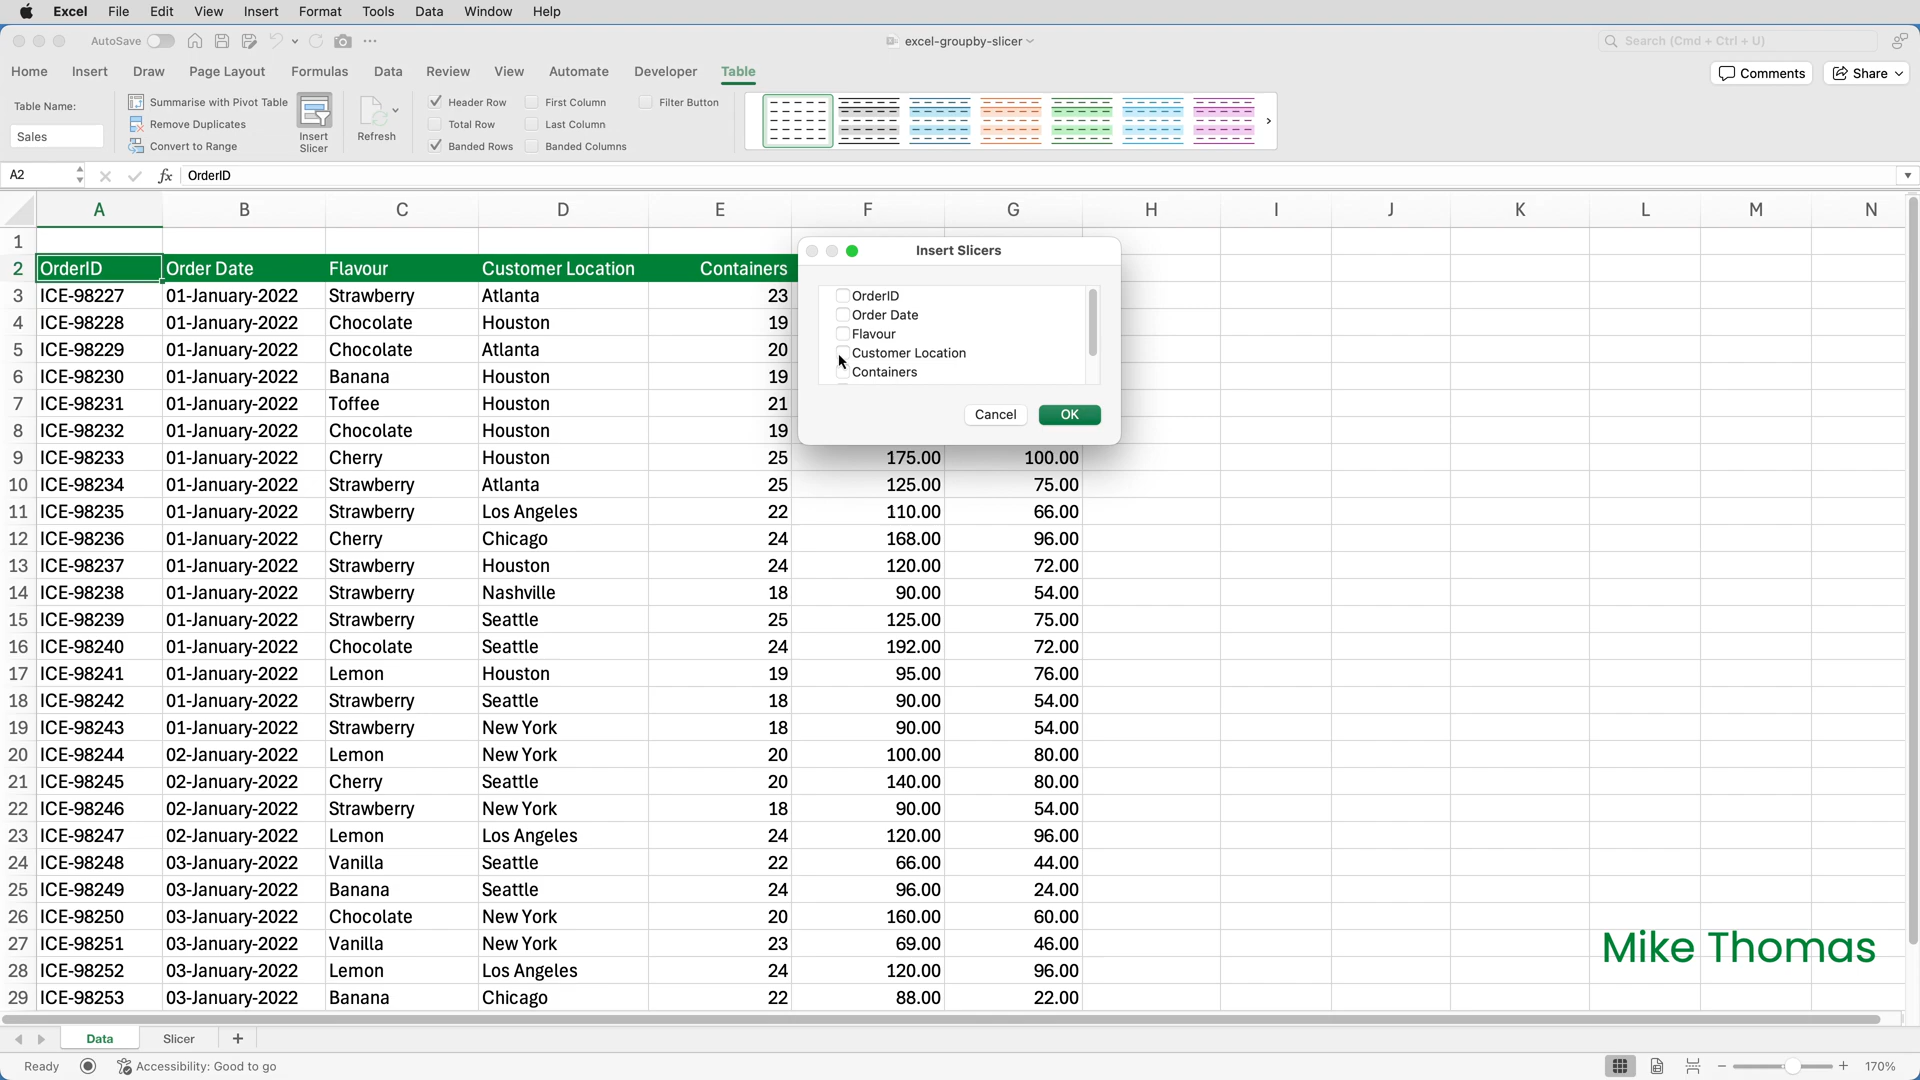 Excel File Edit View Insert Format Tools Data Window Help
AutoSave excel-groupby-slicer Search (Cmd + Ctrl + U)
Home Insert Draw Page Layout Formulas Data Review View Automate Developer Table Comments Share
Table Name: Summarise with Pivot Table Header Row First Column Filter Button
Remove Duplicates Total Row Last Column
Sales Convert to Range Insert Slicer Refresh Banded Rows Banded Columns
A2 fx OrderID
A B C D E F G H I J K L M N
1
2 OrderID Order Date Flavour Customer Location Containers
3 ICE-98227 01-January-2022 Strawberry Atlanta 23
4 ICE-98228 01-January-2022 Chocolate Houston 19
5 ICE-98229 01-January-2022 Chocolate Atlanta 20
6 ICE-98230 01-January-2022 Banana Houston 19
7 ICE-98231 01-January-2022 Toffee Houston 21
8 ICE-98232 01-January-2022 Chocolate Houston 19
9 ICE-98233 01-January-2022 Cherry Houston 25 175.00 100.00
10 ICE-98234 01-January-2022 Strawberry Atlanta 25 125.00 75.00
11 ICE-98235 01-January-2022 Strawberry Los Angeles 22 110.00 66.00
12 ICE-98236 01-January-2022 Cherry Chicago 24 168.00 96.00
13 ICE-98237 01-January-2022 Strawberry Houston 24 120.00 72.00
14 ICE-98238 01-January-2022 Strawberry Nashville 18 90.00 54.00
15 ICE-98239 01-January-2022 Strawberry Seattle 25 125.00 75.00
16 ICE-98240 01-January-2022 Chocolate Seattle 24 192.00 72.00
17 ICE-98241 01-January-2022 Lemon Houston 19 95.00 76.00
18 ICE-98242 01-January-2022 Strawberry Seattle 18 90.00 54.00
19 ICE-98243 01-January-2022 Strawberry New York 18 90.00 54.00
20 ICE-98244 02-January-2022 Lemon New York 20 100.00 80.00
21 ICE-98245 02-January-2022 Cherry Seattle 20 140.00 80.00
22 ICE-98246 02-January-2022 Strawberry New York 18 90.00 54.00
23 ICE-98247 02-January-2022 Lemon Los Angeles 24 120.00 96.00
24 ICE-98248 03-January-2022 Vanilla Seattle 22 66.00 44.00
25 ICE-98249 03-January-2022 Banana Seattle 24 96.00 24.00
26 ICE-98250 03-January-2022 Chocolate New York 20 160.00 60.00
27 ICE-98251 03-January-2022 Vanilla New York 23 69.00 46.00
28 ICE-98252 03-January-2022 Lemon Los Angeles 24 120.00 96.00
29 ICE-98253 03-January-2022 Banana Chicago 22 88.00 22.00
Insert Slicers
OrderID
Order Date
Flavour
Customer Location
Containers
Cancel OK
Mike Thomas
Data Slicer +
Ready Accessibility: Good to go 170%